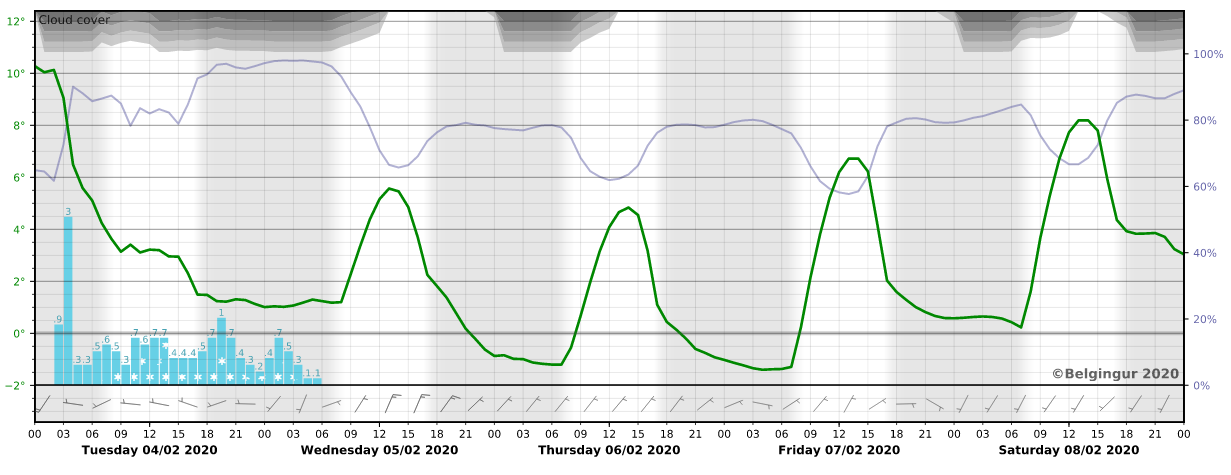 Cloud cover
12°
10°
8°
6°
4°
2°
0°
−2°
100%
80%
60%
40%
20%
0%
.9 3 .3 .3 .5 .6 .5 .3 .7 .6 .7 .7 .4 .4 .4 .5 .7 1 .7 .4 .3 .2 .4 .7 .5 .3 .1 .1
©Belgingur 2020
00 03 06 09 12 15 18 21 00 03 06 09 12 15 18 21 00 03 06 09 12 15 18 21 00 03 06 09 12 15 18 21 00 03 06 09 12 15 18 21 00
Tuesday 04/02 2020 Wednesday 05/02 2020 Thursday 06/02 2020 Friday 07/02 2020 Saturday 08/02 2020